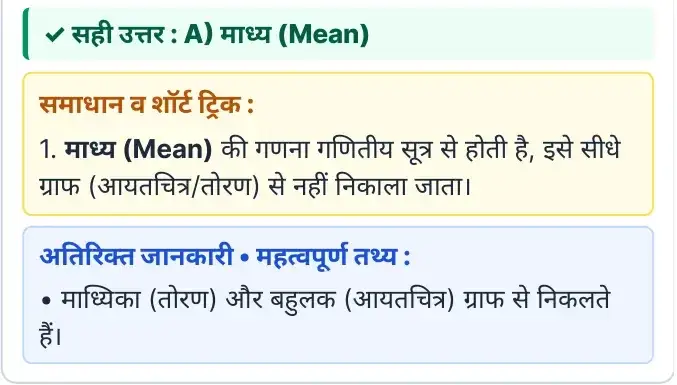 ✓ सही उत्तर : A) माध्य (Mean)
समाधान व शॉर्ट ट्रिक :
1. माध्य (Mean) की गणना गणितीय सूत्र से होती है, इसे सीधे
ग्राफ (आयतचित्र/तोरण) से नहीं निकाला जाता।
अतिरिक्त जानकारी • महत्वपूर्ण तथ्य :
• माध्यिका (तोरण) और बहुलक (आयतचित्र) ग्राफ से निकलते
हैं।